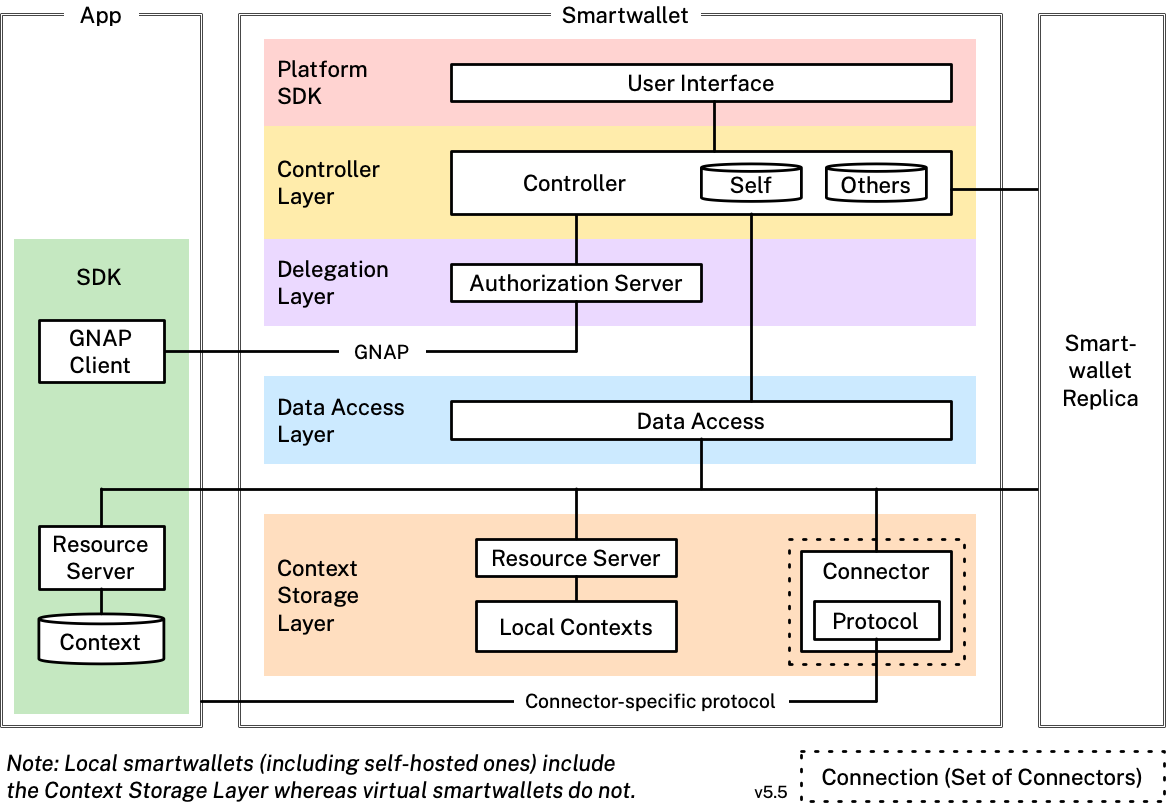 App
Smartwallet
Platform
SDK
User Interface
Controller
Layer
Controller
Self
Others
SDK
Delegation
Layer
Authorization Server
GNAP
Client
GNAP
Smart-
wallet
Replica
Data Access
Layer
Data Access
Resource
Server
Context
Context
Storage
Layer
Resource Server
Local Contexts
Connector
Protocol
Connector-specific protocol
Note: Local smartwallets (including self-hosted ones) include
the Context Storage Layer whereas virtual smartwallets do not.
v5.5
Connection (Set of Connectors)